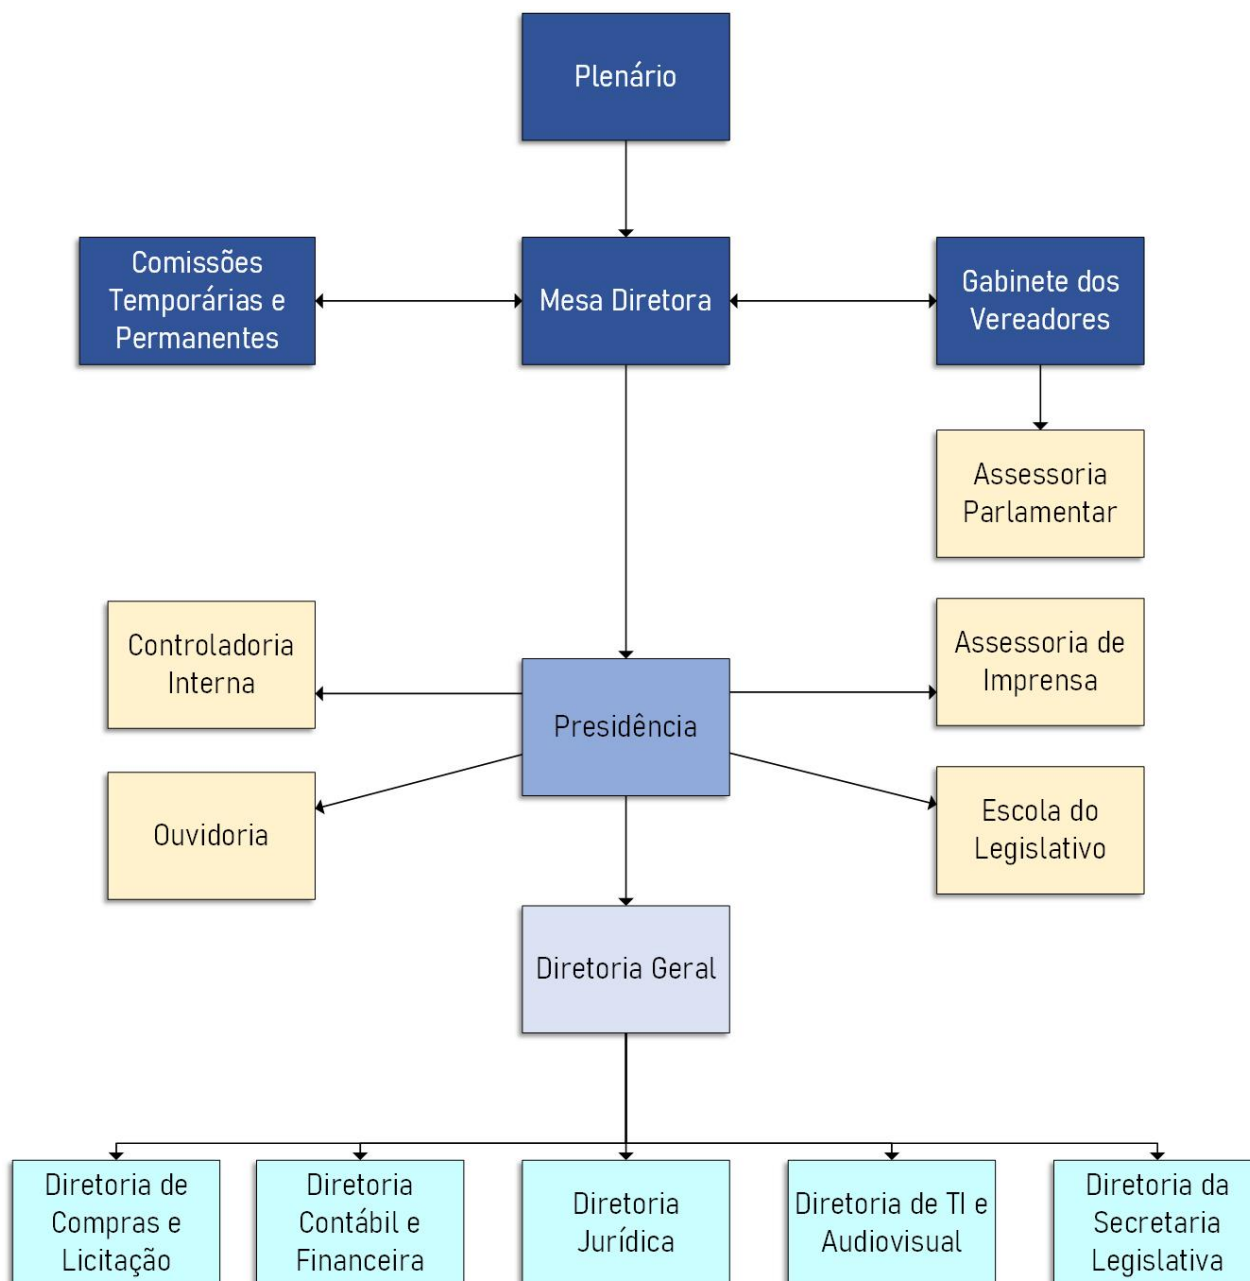 Plenário
Comissões
Temporárias e
Permanentes
Mesa Diretora
Gabinete dos
Vereadores
Assessoria
Parlamentar
Controladoria
Interna
Assessoria de
Imprensa
Presidência
Ouvidoria
Escola do
Legislativo
Diretoria Geral
Diretoria de
Compras e
Licitação
Diretoria
Contábil e
Financeira
Diretoria
Jurídica
Diretoria de TI e
Audiovisual
Diretoria da
Secretaria
Legislativa